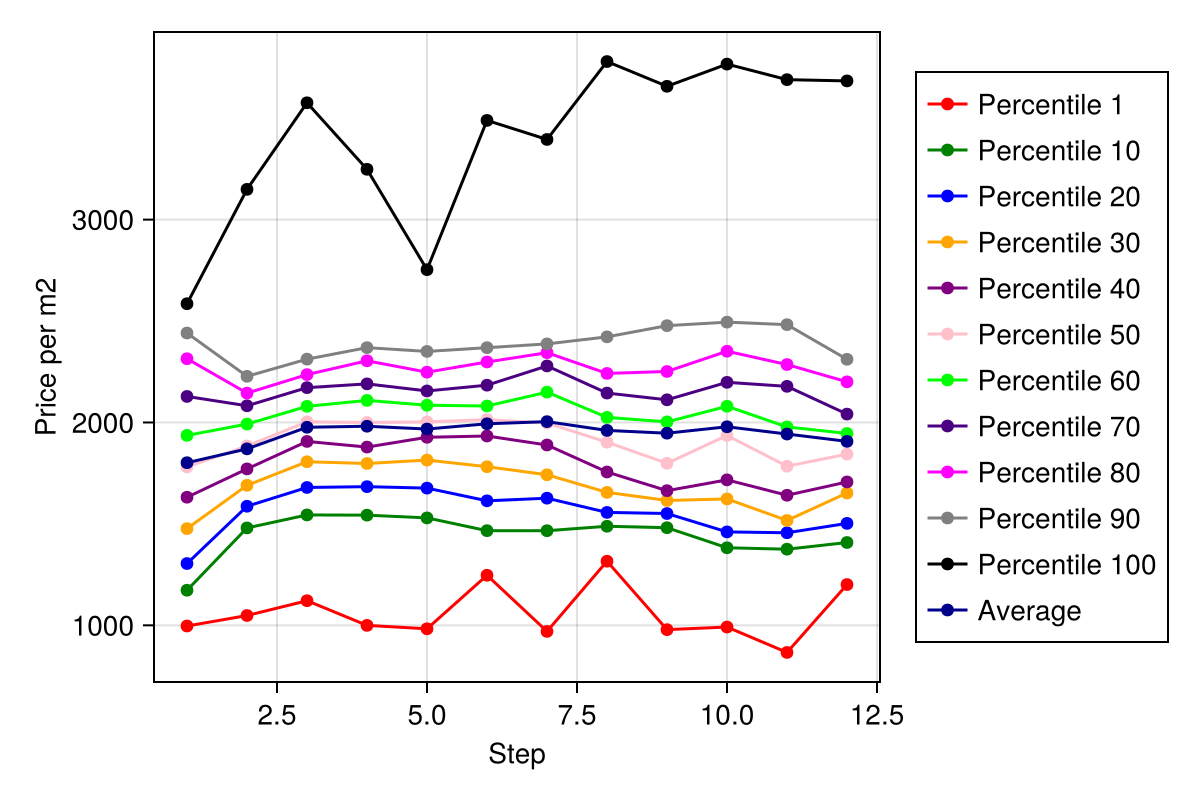 Price per m2
3000
2000
1000
2.5
5.0
7.5
10.0
12.5
Step
Percentile 1
Percentile 10
Percentile 20
Percentile 30
Percentile 40
Percentile 50
Percentile 60
Percentile 70
Percentile 80
Percentile 90
Percentile 100
Average